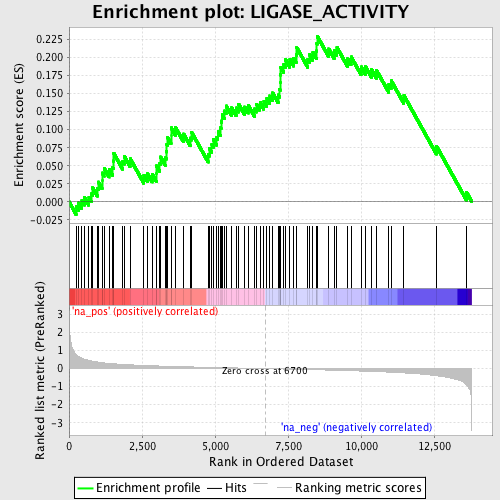 Enrichment plot: LIGASE_ACTIVITY
Enrichment score (ES)
0.225
0.200
0.175
0.150
0.125
0.100
0.075
0.050
0.025
0.000
-0.025
'na_pos' (positively correlated)
Ranked list metric (PreRanked)
3
2
1
0
-1
-2
-3
Zero cross at 6700
'na_neg' (negatively correlated)
0
2,500
5,000
7,500
10,000
12,500
Rank in Ordered Dataset
Enrichment profile
Hits
Ranking metric scores